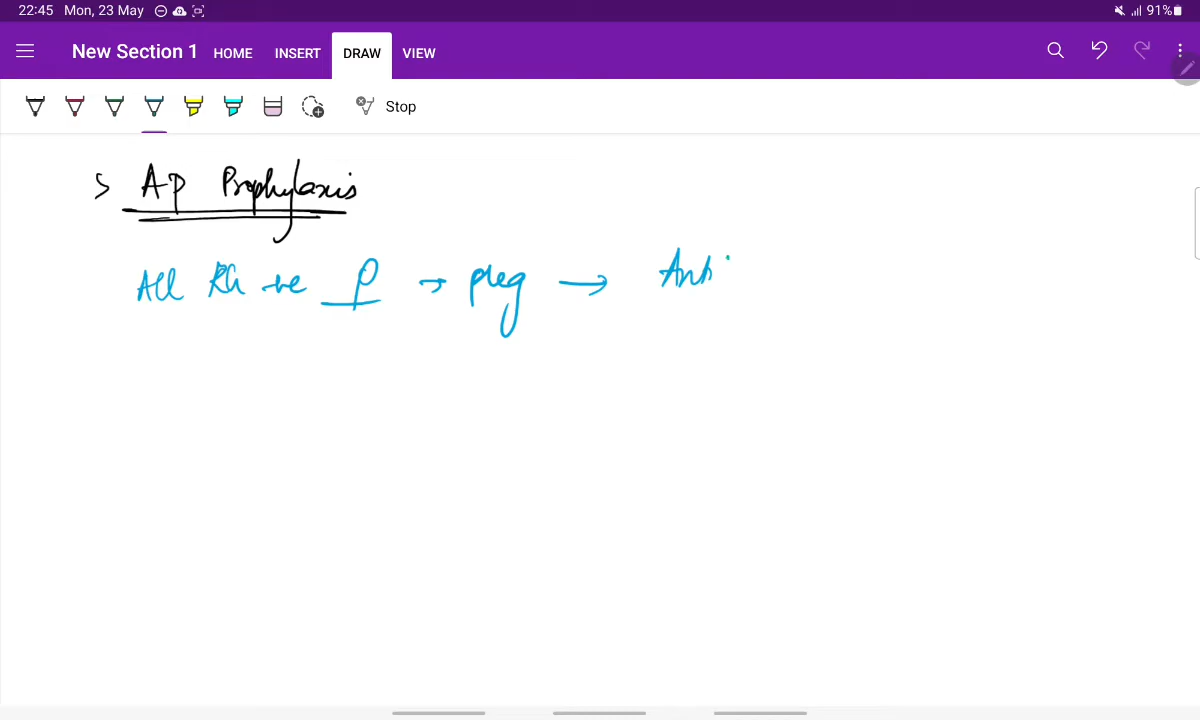 22:45 Mon, 23 May 91%
New Section 1 HOME INSERT DRAW VIEW
Stop
> AP Prophylaxis
All Rh -ve ♀ → preg → Anti